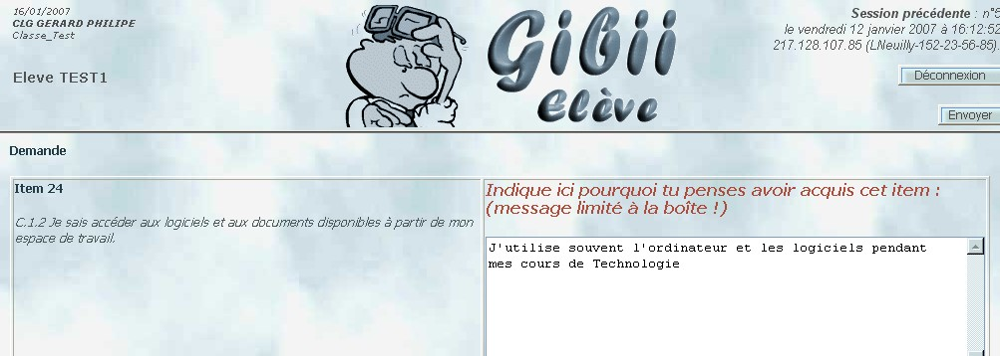 16/01/2007
CLG GERARD PHILIPE
Classe_Test
Eleve TEST1
Gibii
Elève
Session précédente : n°8
le vendredi 12 janvier 2007 à 16:12:52
217.128.107.85 (LNeuilly-152-23-56-85).
Déconnexion
Envoyer
Demande
Item 24
C.1.2 Je sais accéder aux logiciels et aux documents disponibles à partir de mon
espace de travail.
Indique ici pourquoi tu penses avoir acquis cet item :
(message limité à la boîte !)
J'utilise souvent l'ordinateur et les logiciels pendant
mes cours de Technologie